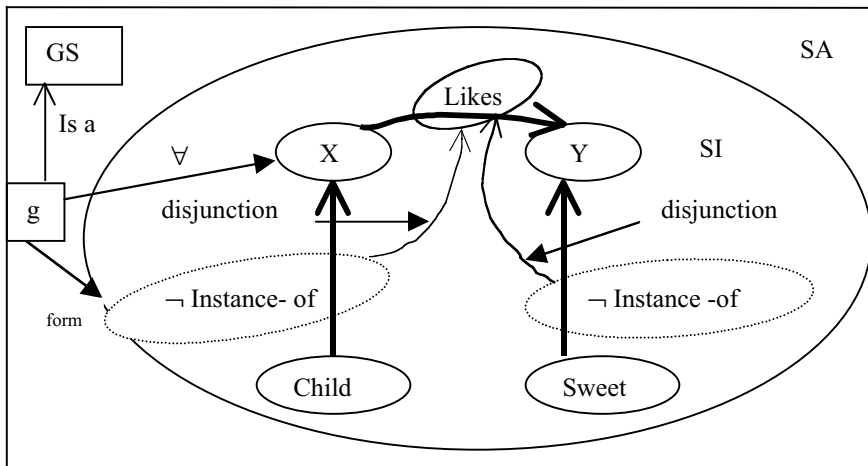 GS
SA
Likes
Is a
∀
X
Y
SI
g
disjunction
disjunction
¬ Instance- of
¬ Instance -of
form
Child
Sweet